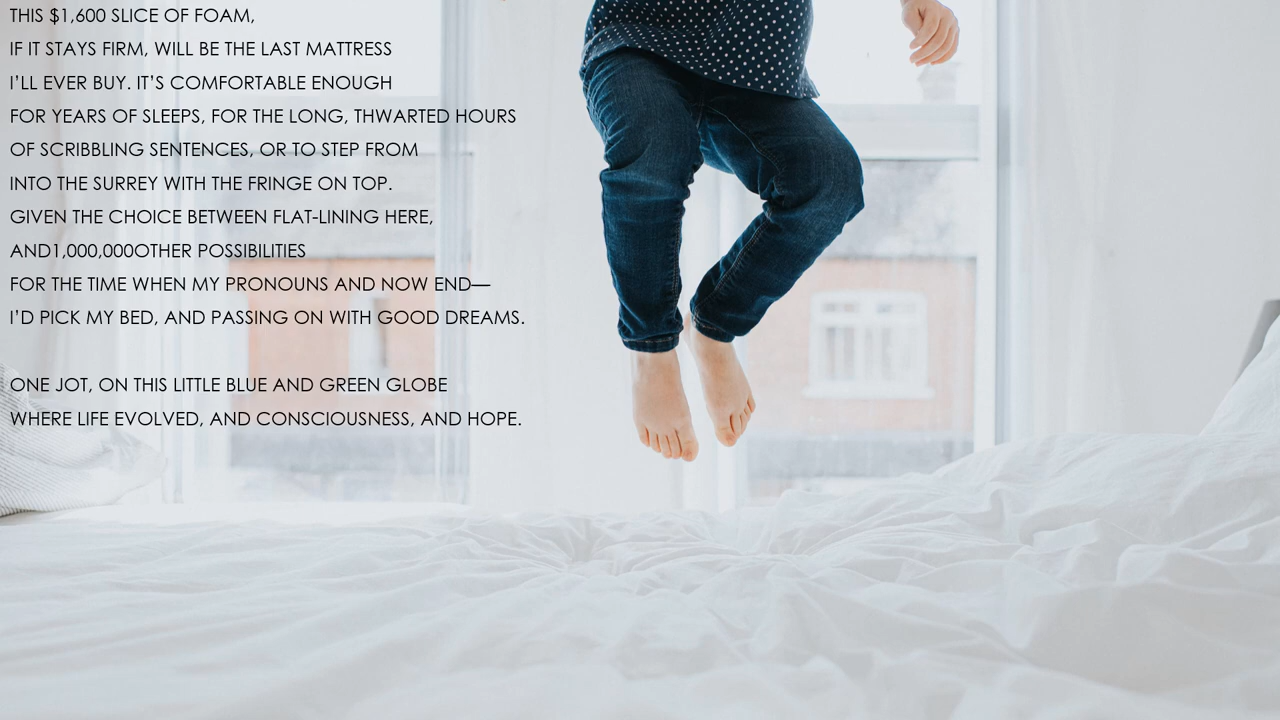 THIS $1,600 SLICE OF FOAM,
IF IT STAYS FIRM, WILL BE THE LAST MATTRESS
I'LL EVER BUY. IT'S COMFORTABLE ENOUGH
FOR YEARS OF SLEEPS, FOR THE LONG, THWARTED HOURS
OF SCRIBBLING SENTENCES, OR TO STEP FROM
INTO THE SURREY WITH THE FRINGE ON TOP.
GIVEN THE CHOICE BETWEEN FLAT-LINING HERE,
AND1,000,000OTHER POSSIBILITIES
FOR THE TIME WHEN MY PRONOUNS AND NOW END—
I'D PICK MY BED, AND PASSING ON WITH GOOD DREAMS.
ONE JOT, ON THIS LITTLE BLUE AND GREEN GLOBE
WHERE LIFE EVOLVED, AND CONSCIOUSNESS, AND HOPE.